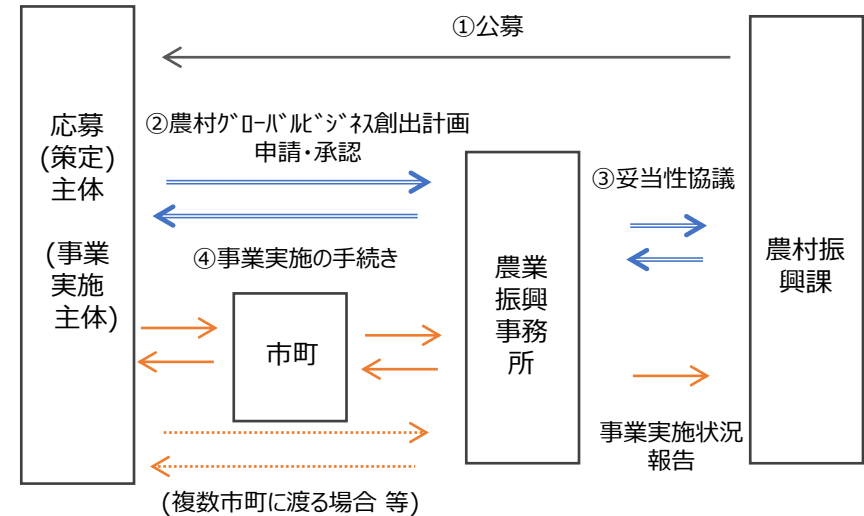 ①公募
応募
(策定)
主体
(事業
実施
主体)
②農村ｸﾞﾛｰﾊﾞﾙﾋﾞｼﾞﾈｽ創出計画
申請・承認
③妥当性協議
④事業実施の手続き
市町
農業
振興
事務
所
農村振
興課
事業実施状況
報告
(複数市町に渡る場合 等)